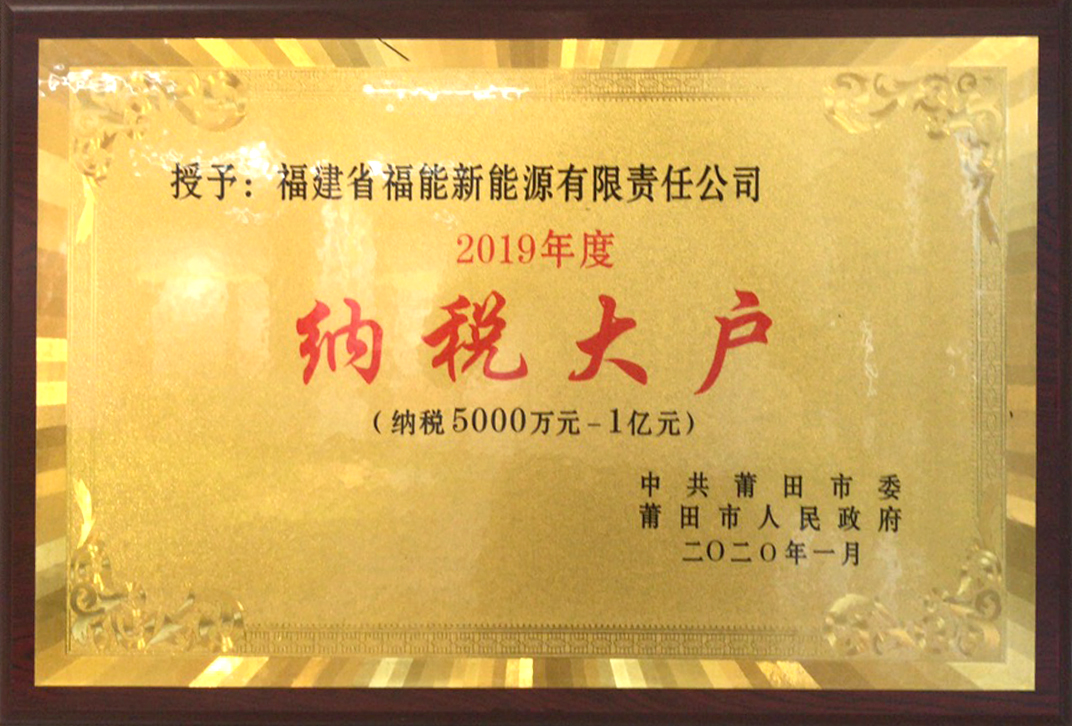 授予：福建省福能新能源有限责任公司
2019年度
纳税大户
（纳税5000万元-1亿元）
中共莆田市委
莆田市人民政府
二〇二〇年一月